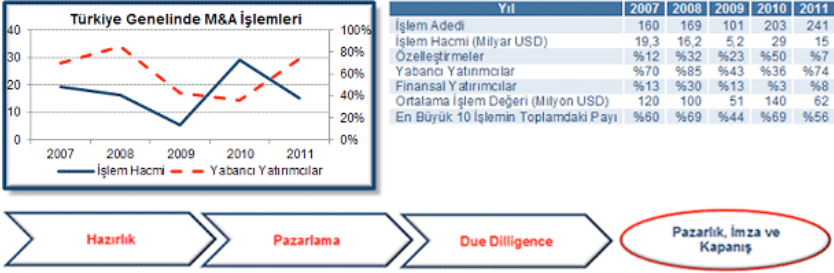 Türkiye Genelinde M&A İşlemleri
40
30
20
10
0
100%
80%
60%
40%
20%
0%
2007 2008 2009 2010 2011
İşlem Hacmi Yabancı Yatırımcılar
Yıl 2007 2008 2009 2010 2011
İşlem Adedi 160 169 101 203 241
İşlem Hacmi (Milyar USD) 19,3 16,2 5,2 29 15
Özelleştirmeler %12 %32 %23 %50 %7
Yabancı Yatırımcılar %70 %85 %43 %36 %74
Finansal Yatırımcılar %13 %30 %13 %3 %8
Ortalama İşlem Değeri (Milyon USD) 120 100 51 140 62
En Büyük 10 İşlemin Toplamdaki Payı %60 %69 %44 %69 %56
Hazırlık
Pazarlama
Due Dilligence
Pazarlık, İmza ve
Kapanış